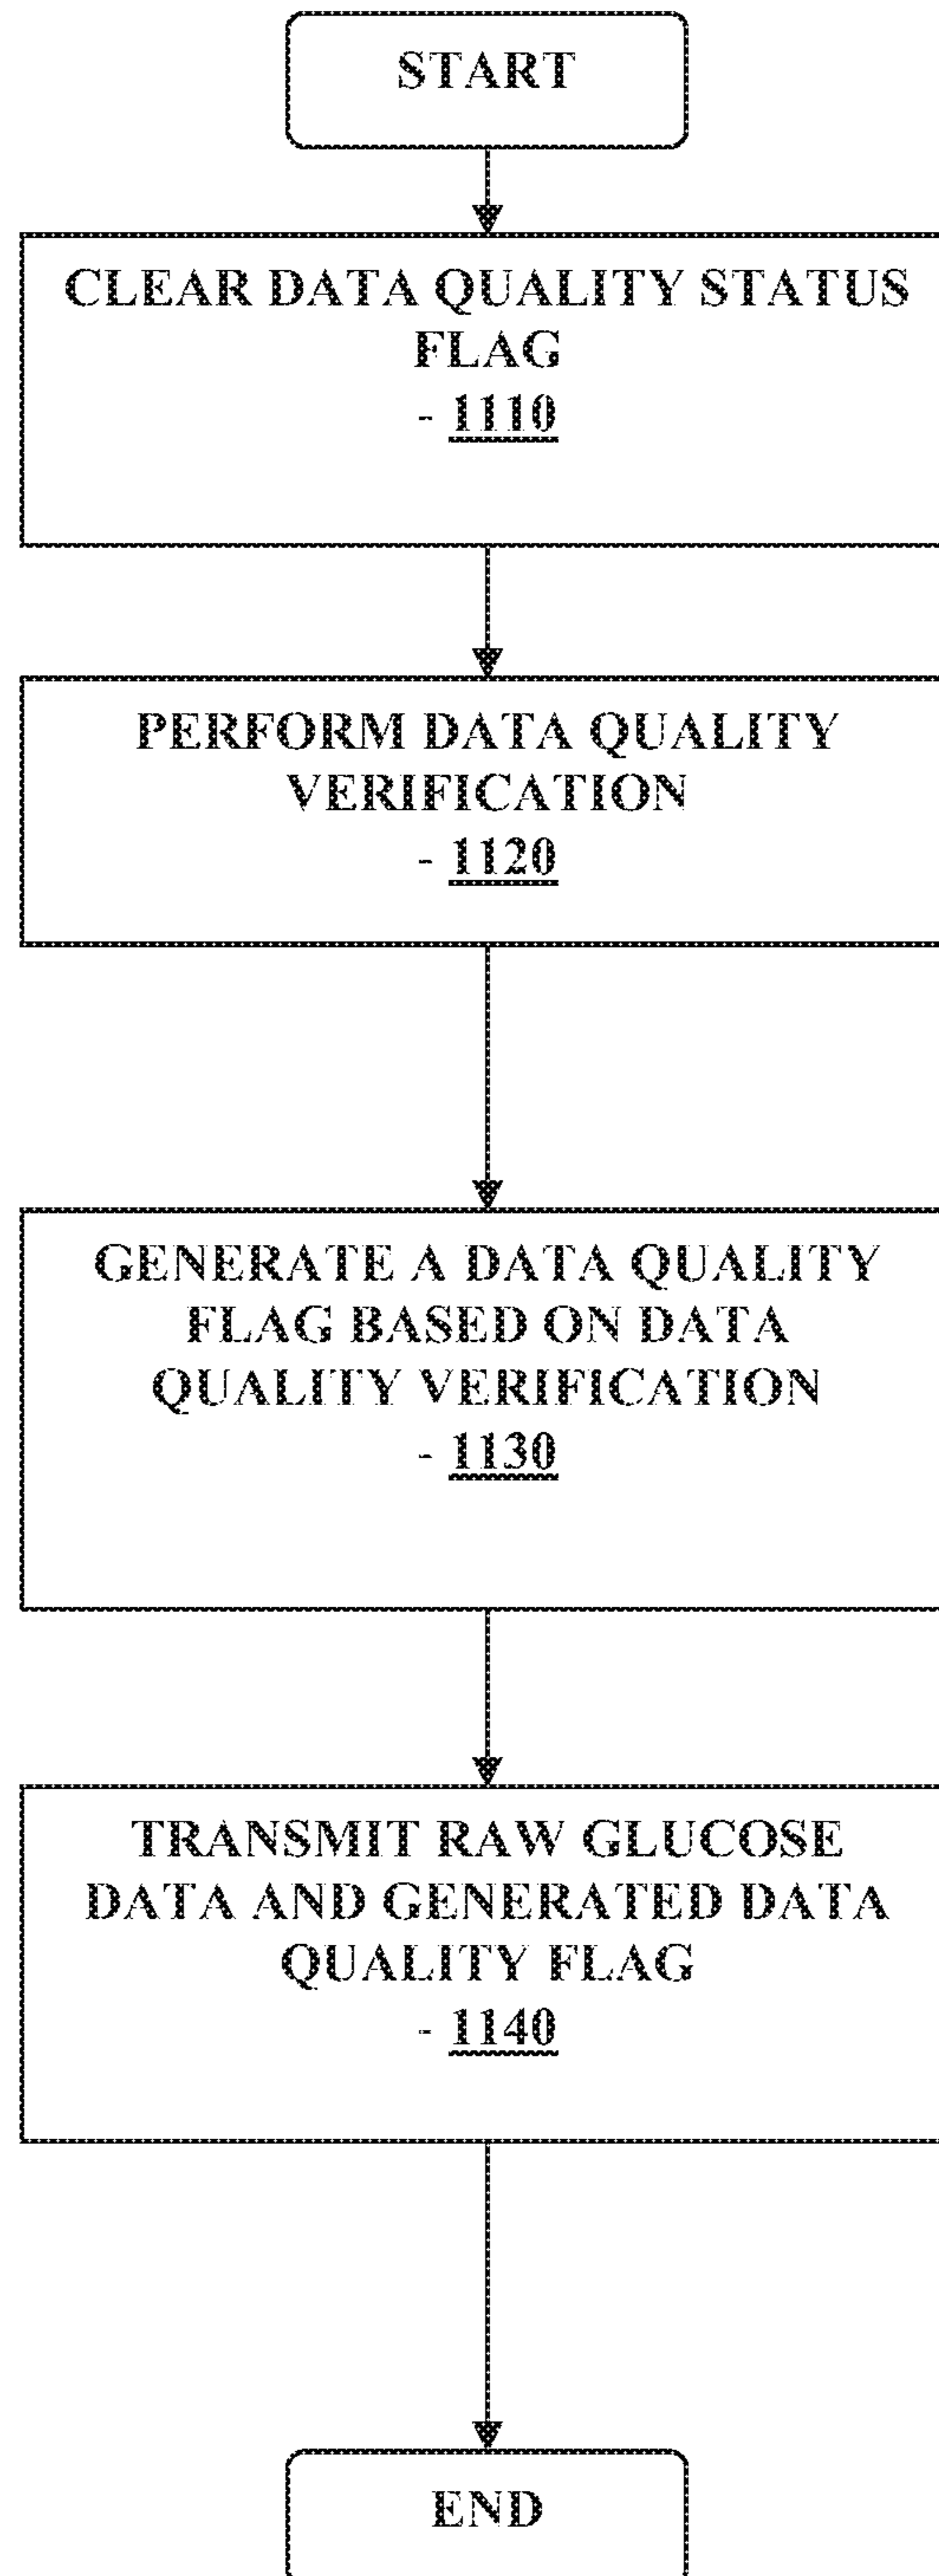 START
CLEAR DATA QUALITY STATUS
FLAG
- 1110
PERFORM DATA QUALITY
VERIFICATION
- 1120
GENERATE A DATA QUALITY
FLAG BASED ON DATA
QUALITY VERIFICATION
- 1130
TRANSMIT RAW GLUCOSE
DATA AND GENERATED DATA
QUALITY FLAG
- 1140
END